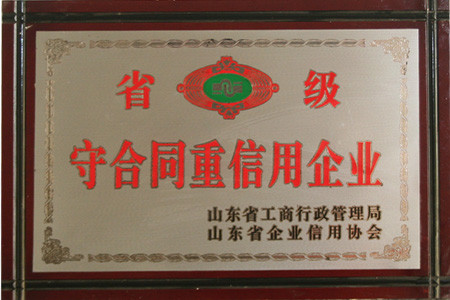 省 级
守合同重信用企业
山东省工商行政管理局
山东省企业信用协会